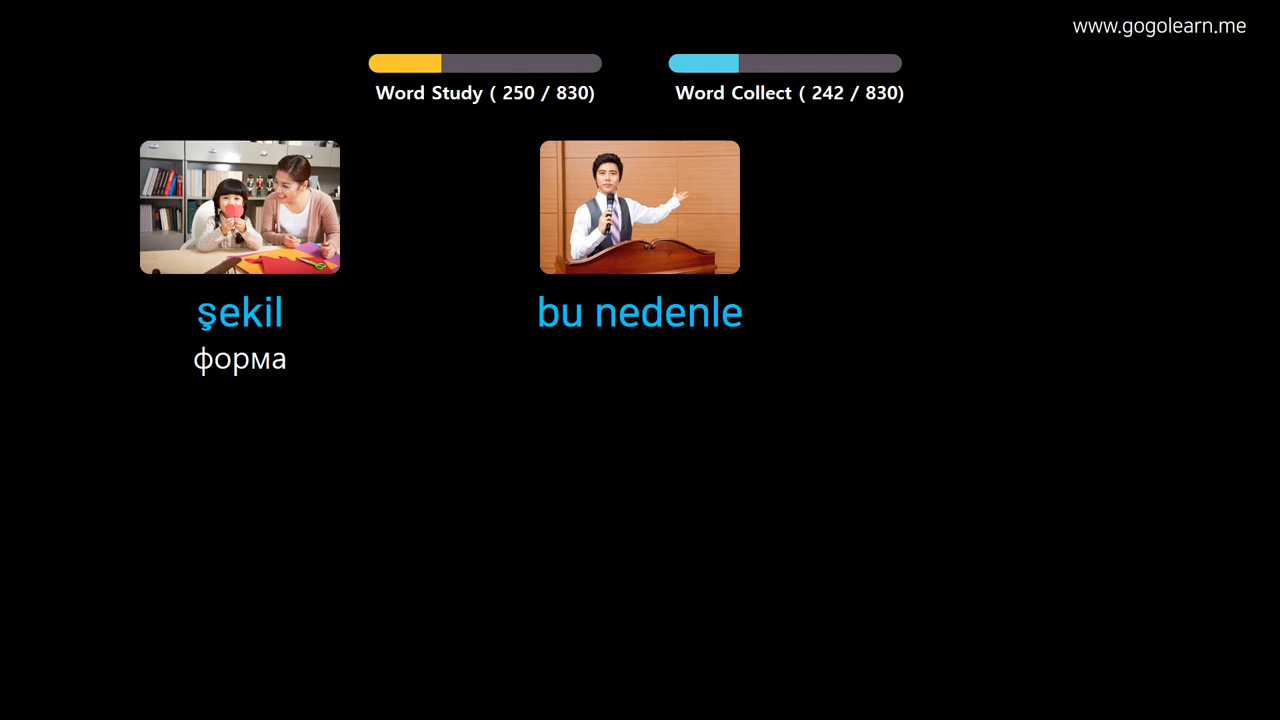 www.gogolearn.me
Word Study ( 250 / 830)
Word Collect ( 242 / 830)
şekil
bu nedenle
форма